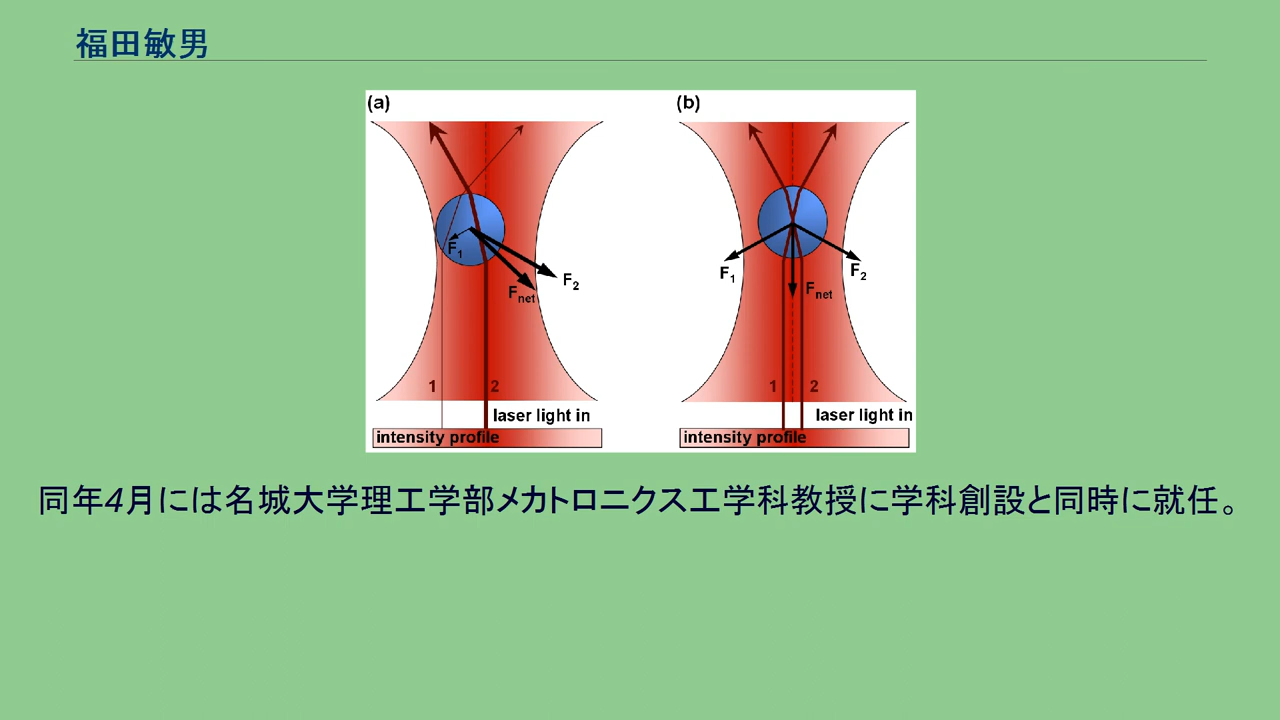 福田敏男
(a)
F1
F2
Fnet
1
2
laser light in
intensity profile
(b)
F1
F2
Fnet
1
2
laser light in
intensity profile
同年4月には名城大学理工学部メカトロニクス工学科教授に学科創設と同時に就任。